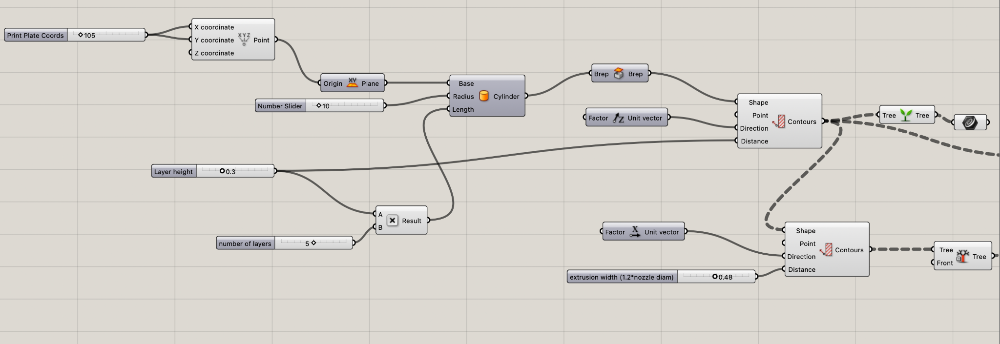 Print Plate Coords 105
X coordinate
Y coordinate
Z coordinate
XYZ
Point
Origin XY Plane
Number Slider 10
Base
Radius
Length
Cylinder
Brep Brep
Factor Z Unit vector
Shape
Point
Direction
Distance
Contours
Tree Tree
Layer height 0.3
A
B
Result
number of layers 5
Factor X Unit vector
extrusion width (1.2*nozzle diam) 0.48
Shape
Point
Direction
Distance
Contours
Tree
Front
Tree